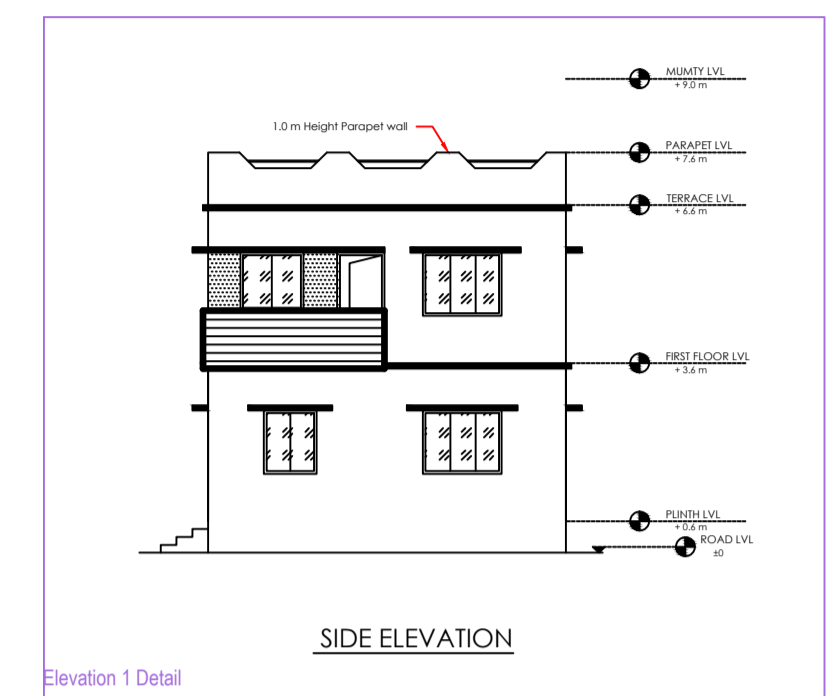 MUMTY LVL
+ 9.0 m
1.0 m Height Parapet wall
PARAPET LVL
+ 7.6 m
TERRACE LVL
+ 6.6 m
FIRST FLOOR LVL
+ 3.6 m
PLINTH LVL
+ 0.6 m
ROAD LVL
±0
SIDE ELEVATION
Elevation 1 Detail